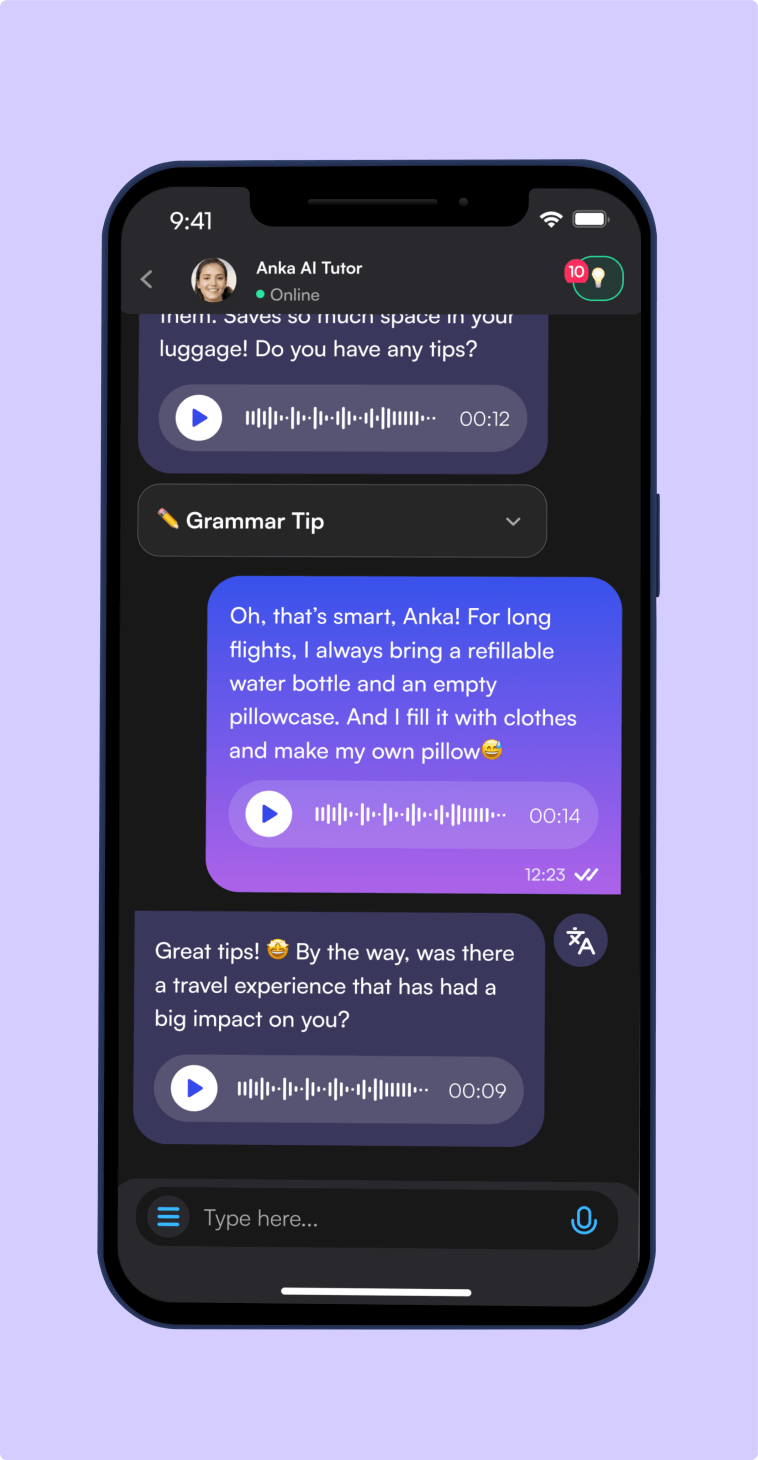 9:41
Anka AI Tutor
Online
10
them. Saves so much space in your
luggage! Do you have any tips?
00:12
✏️ Grammar Tip
Oh, that’s smart, Anka! For long
flights, I always bring a refillable
water bottle and an empty
pillowcase. And I fill it with clothes
and make my own pillow😅
00:14
12:23
Great tips! 🤩 By the way, was there
a travel experience that has had a
big impact on you?
00:09
Type here...